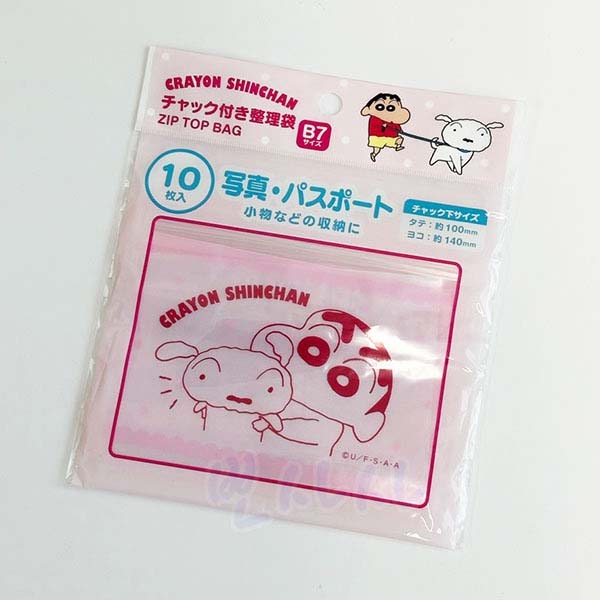 CRAYON SHINCHAN
チャック付き整理袋
ZIP TOP BAG
B7
サイズ
10
枚入
写真・パスポート
小物などの収納に
チャック下サイズ
タテ:約100mm
ヨコ:約140mm
CRAYON SHINCHAN
©U/F・S・A・A